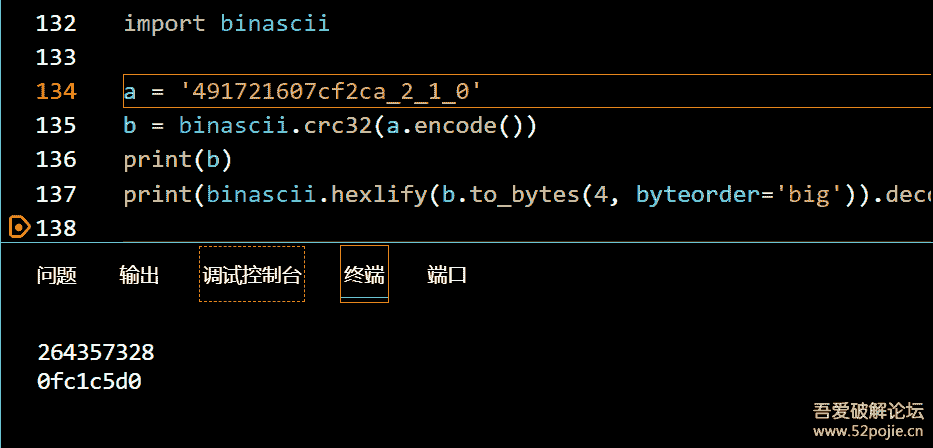 132 import binascii
133
134 a = '491721607cf2ca_2_1_0'
135 b = binascii.crc32(a.encode())
136 print(b)
137 print(binascii.hexlify(b.to_bytes(4, byteorder='big')).deco
138
问题 输出 调试控制台 终端 端口
264357328
0fc1c5d0
吾爱破解论坛
www.52pojie.cn